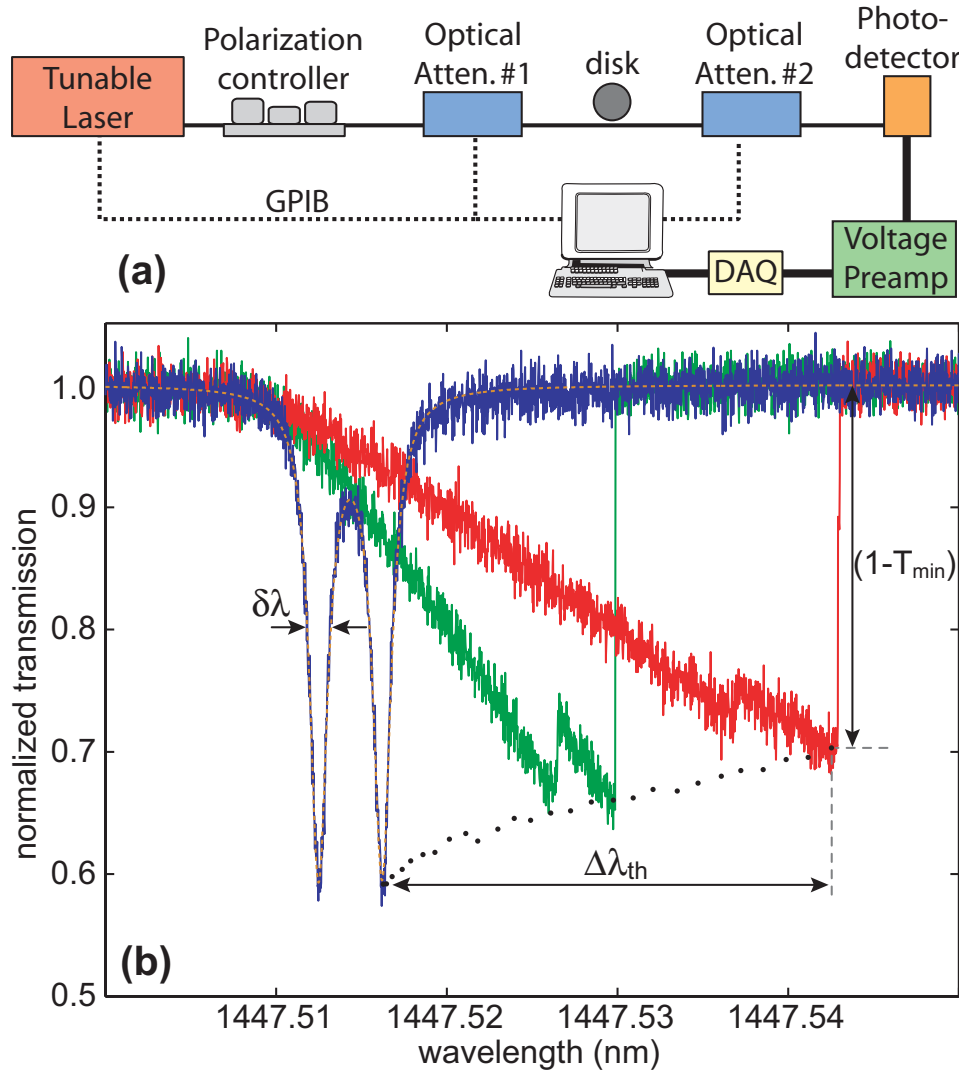 Tunable
Laser
Polarization
controller
Optical
Atten. #1
disk
Optical
Atten. #2
Photo-
detector
GPIB
DAQ
Voltage
Preamp
(a)
normalized transmission
1.0
0.9
0.8
0.7
0.6
0.5
δλ
(1-Tmin)
Δλth
(b)
1447.51
1447.52
1447.53
1447.54
wavelength (nm)